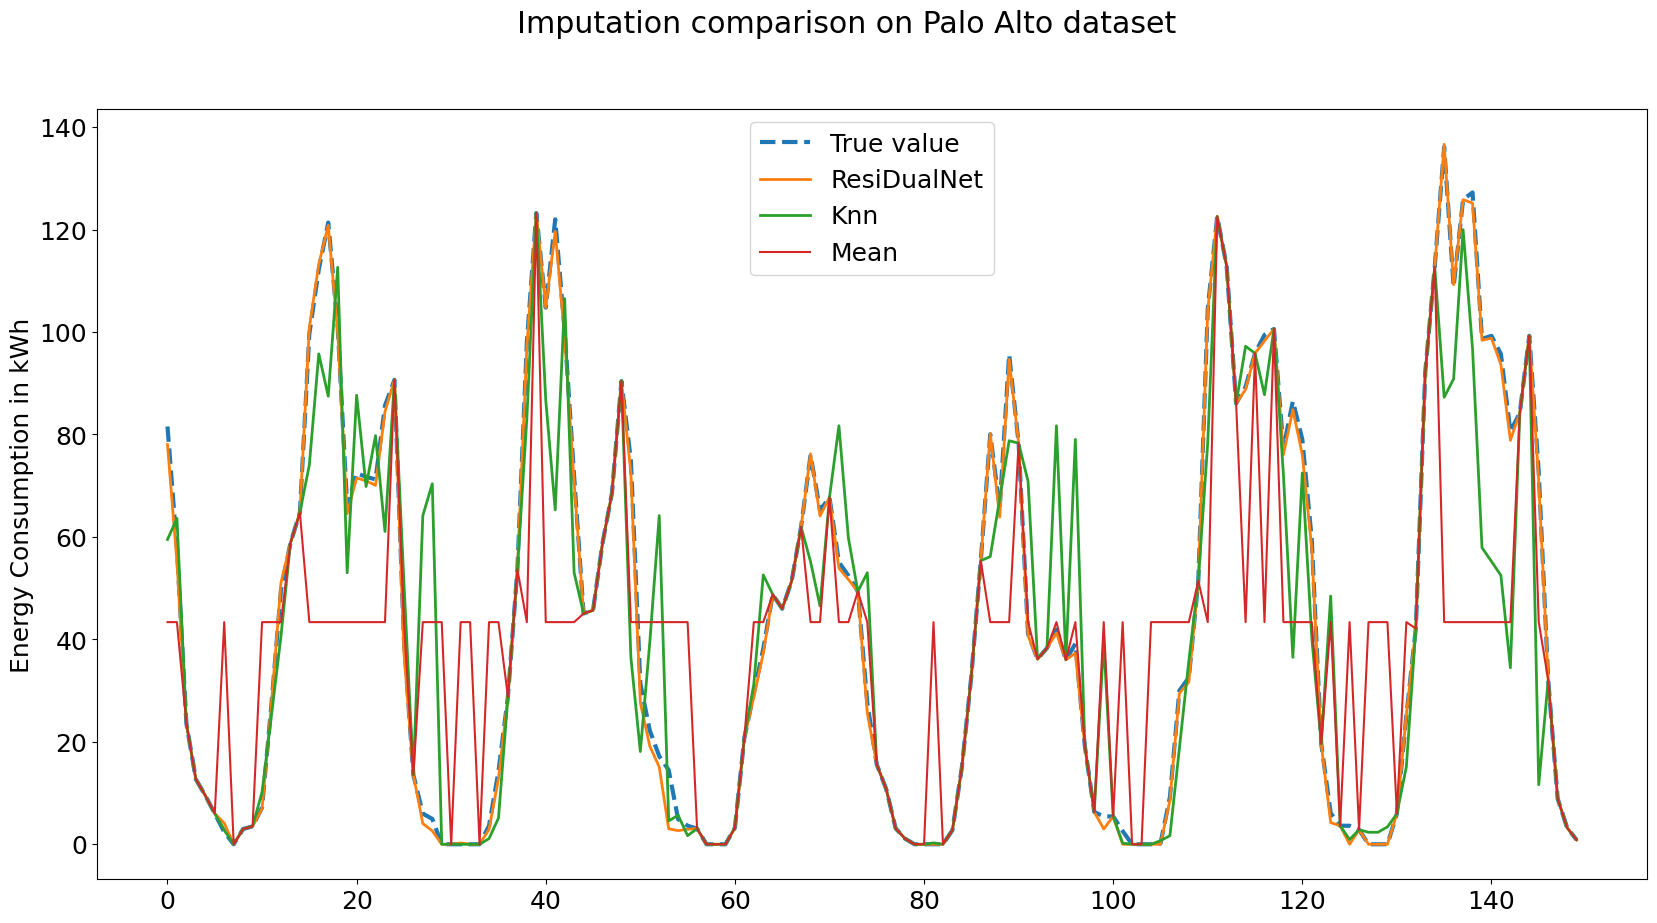 Imputation comparison on Palo Alto dataset
140
120
100
80
60
40
20
0
Energy Consumption in kWh
True value
ResiDualNet
Knn
Mean
0 20 40 60 80 100 120 140